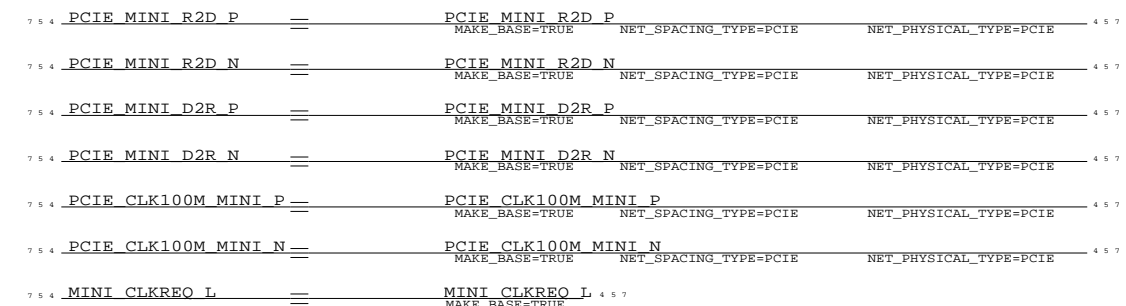 7 5 4 PCIE_MINI_R2D_P PCIE_MINI_R2D_P 4 5 7
MAKE_BASE=TRUE NET_SPACING_TYPE=PCIE NET_PHYSICAL_TYPE=PCIE
7 5 4 PCIE_MINI_R2D_N PCIE_MINI_R2D_N 4 5 7
MAKE_BASE=TRUE NET_SPACING_TYPE=PCIE NET_PHYSICAL_TYPE=PCIE
7 5 4 PCIE_MINI_D2R_P PCIE_MINI_D2R_P 4 5 7
MAKE_BASE=TRUE NET_SPACING_TYPE=PCIE NET_PHYSICAL_TYPE=PCIE
7 5 4 PCIE_MINI_D2R_N PCIE_MINI_D2R_N 4 5 7
MAKE_BASE=TRUE NET_SPACING_TYPE=PCIE NET_PHYSICAL_TYPE=PCIE
7 5 4 PCIE_CLK100M_MINI_P PCIE_CLK100M_MINI_P 4 5 7
MAKE_BASE=TRUE NET_SPACING_TYPE=PCIE NET_PHYSICAL_TYPE=PCIE
7 5 4 PCIE_CLK100M_MINI_N PCIE_CLK100M_MINI_N 4 5 7
MAKE_BASE=TRUE NET_SPACING_TYPE=PCIE NET_PHYSICAL_TYPE=PCIE
7 5 4 MINI_CLKREQ_L MINI_CLKREQ_L 4 5 7
MAKE_BASE=TRUE